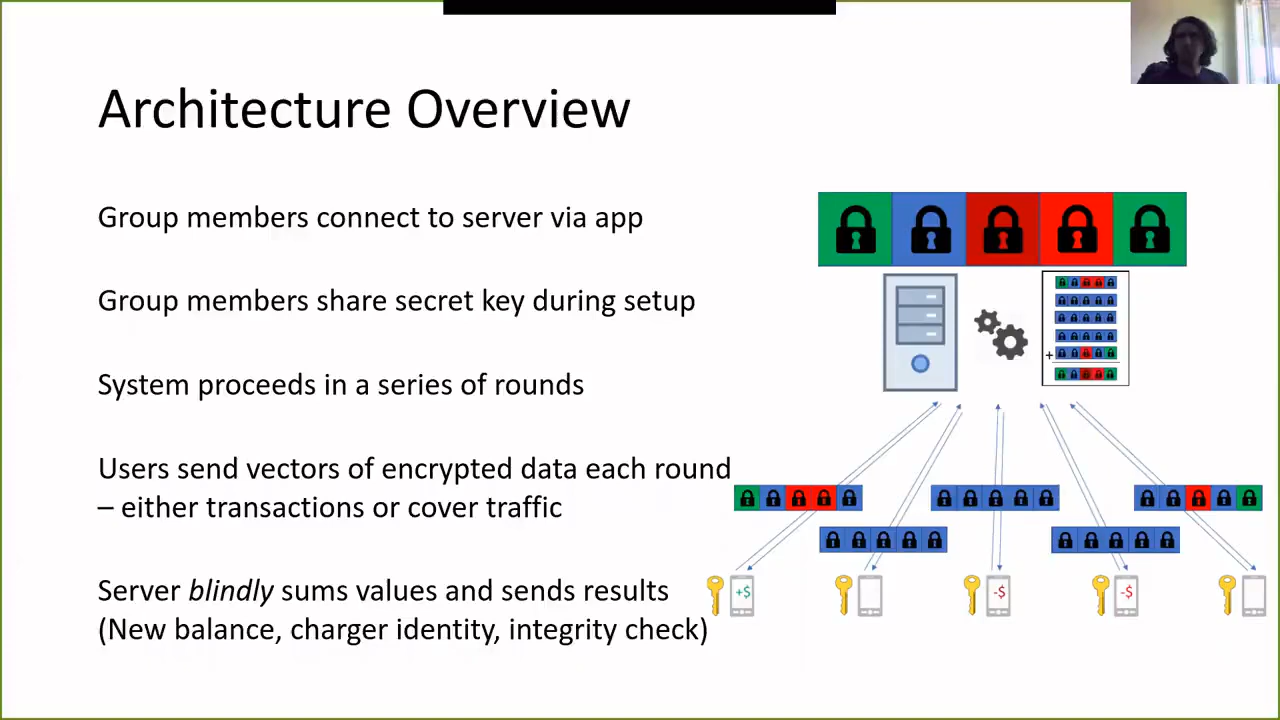 Architecture Overview
Group members connect to server via app
Group members share secret key during setup
System proceeds in a series of rounds
Users send vectors of encrypted data each round
– either transactions or cover traffic
Server blindly sums values and sends results
(New balance, charger identity, integrity check)
+
+$
-$
-$